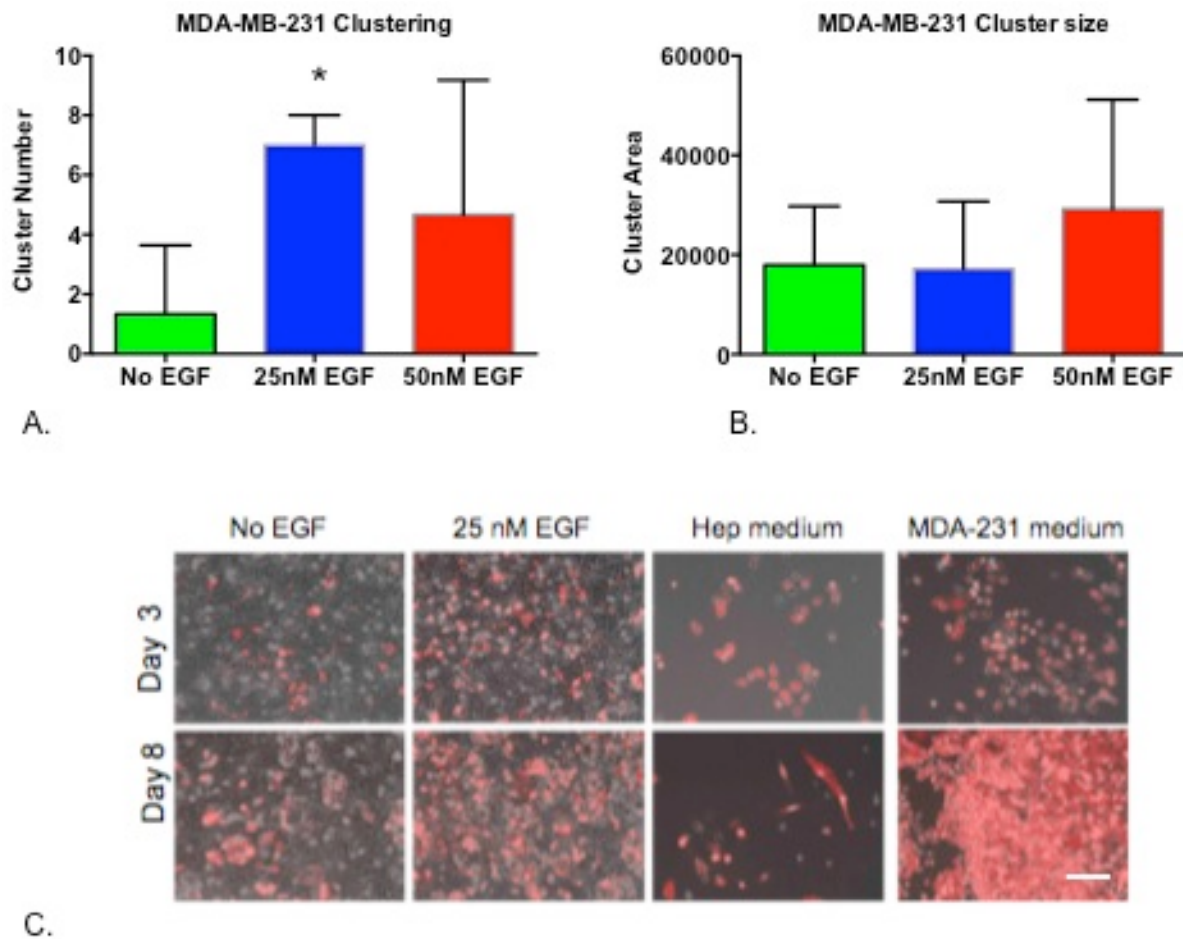 MDA-MB-231 Clustering
10
8
6
4
2
0
Cluster Number
*
No EGF
25nM EGF
50nM EGF
A.
MDA-MB-231 Cluster size
60000
40000
20000
0
Cluster Area
No EGF
25nM EGF
50nM EGF
B.
No EGF
25 nM EGF
Hep medium
MDA-231 medium
Day 3
Day 8
C.